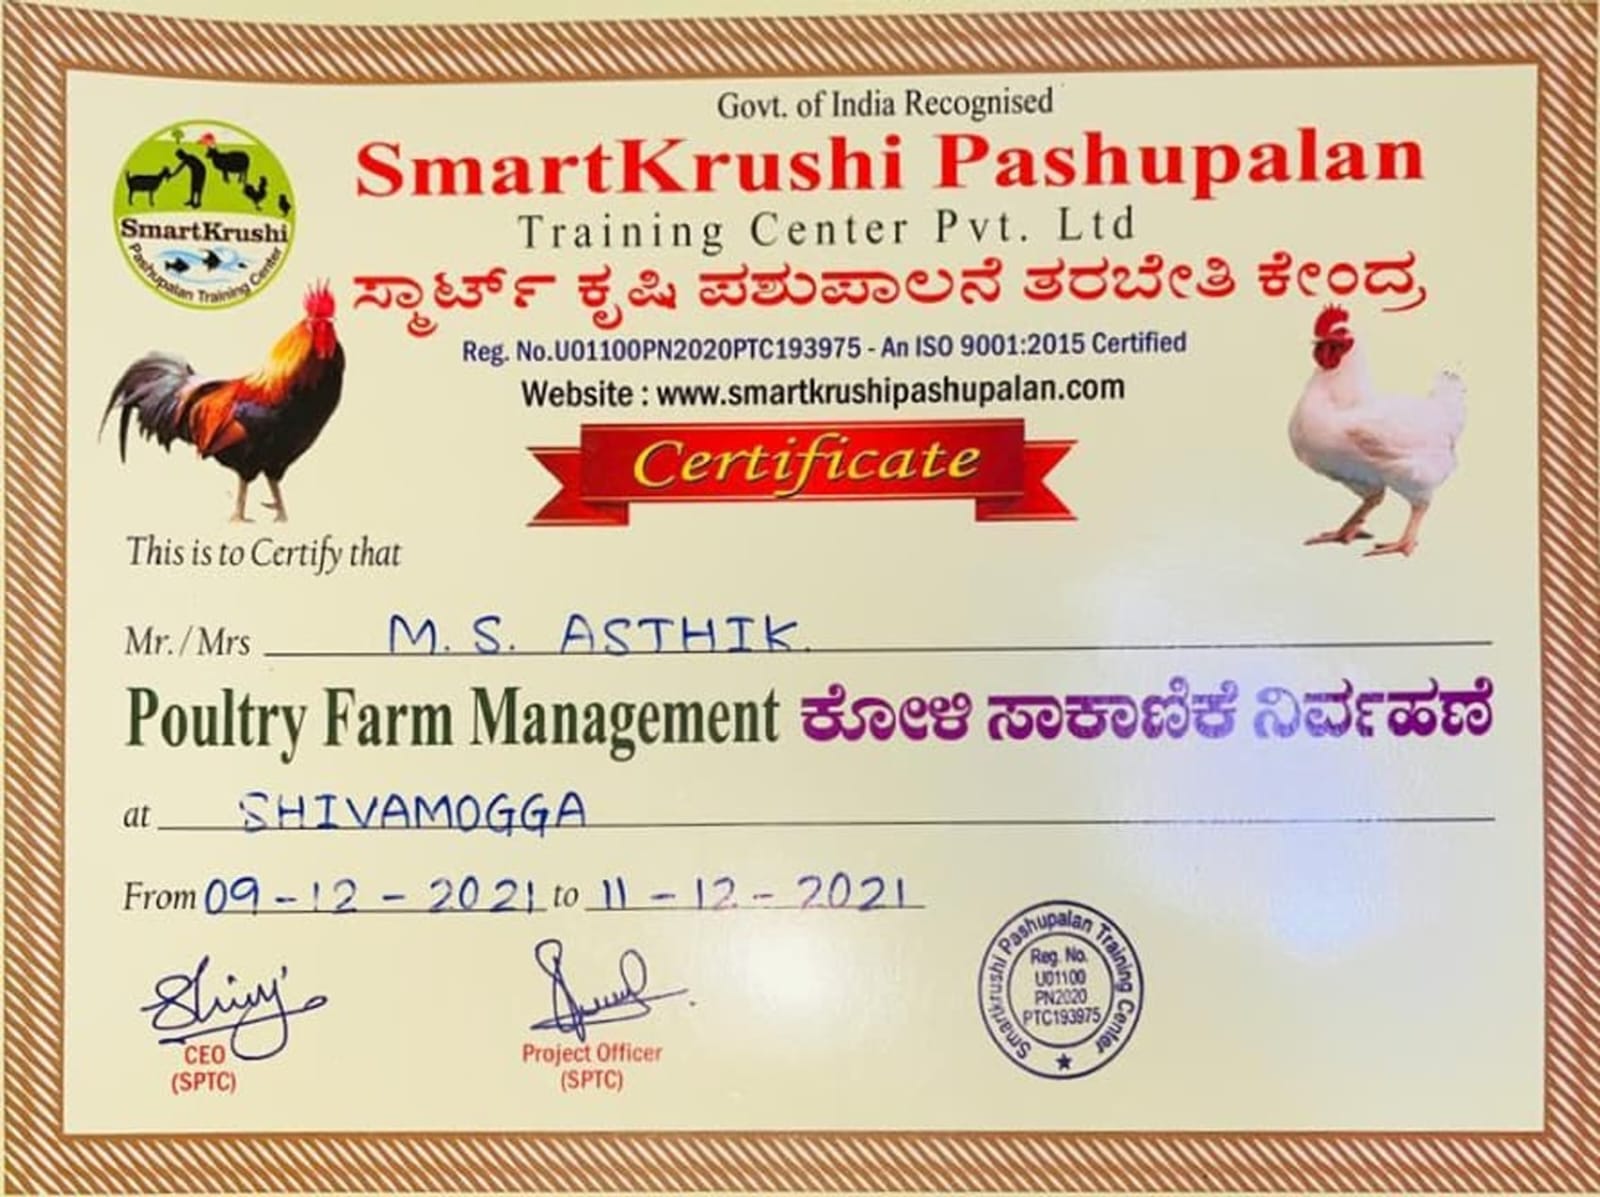 Govt. of India Recognised
SmartKrushi Pashupalan
Training Center Pvt. Ltd
ಸ್ಮಾರ್ಟ್ ಕೃಷಿ ಪಶುಪಾಲನೆ ತರಬೇತಿ ಕೇಂದ್ರ
SmartKrushi
Pashupalan Training Center
Reg. No.U01100PN2020PTC193975 - An ISO 9001:2015 Certified
Website : www.smartkrushipashupalan.com
Certificate
This is to Certify that
Mr. / Mrs M. S. ASTHIK.
Poultry Farm Management ಕೋಳಿ ಸಾಕಾಣಿಕೆ ನಿರ್ವಹಣೆ
at SHIVAMOGGA
From 09-12-2021 to 11-12-2021
CEO
(SPTC)
Project Officer
(SPTC)
Smartkrushi Pashupalan Training Center
Reg. No.
U01100
PN2020
PTC193975